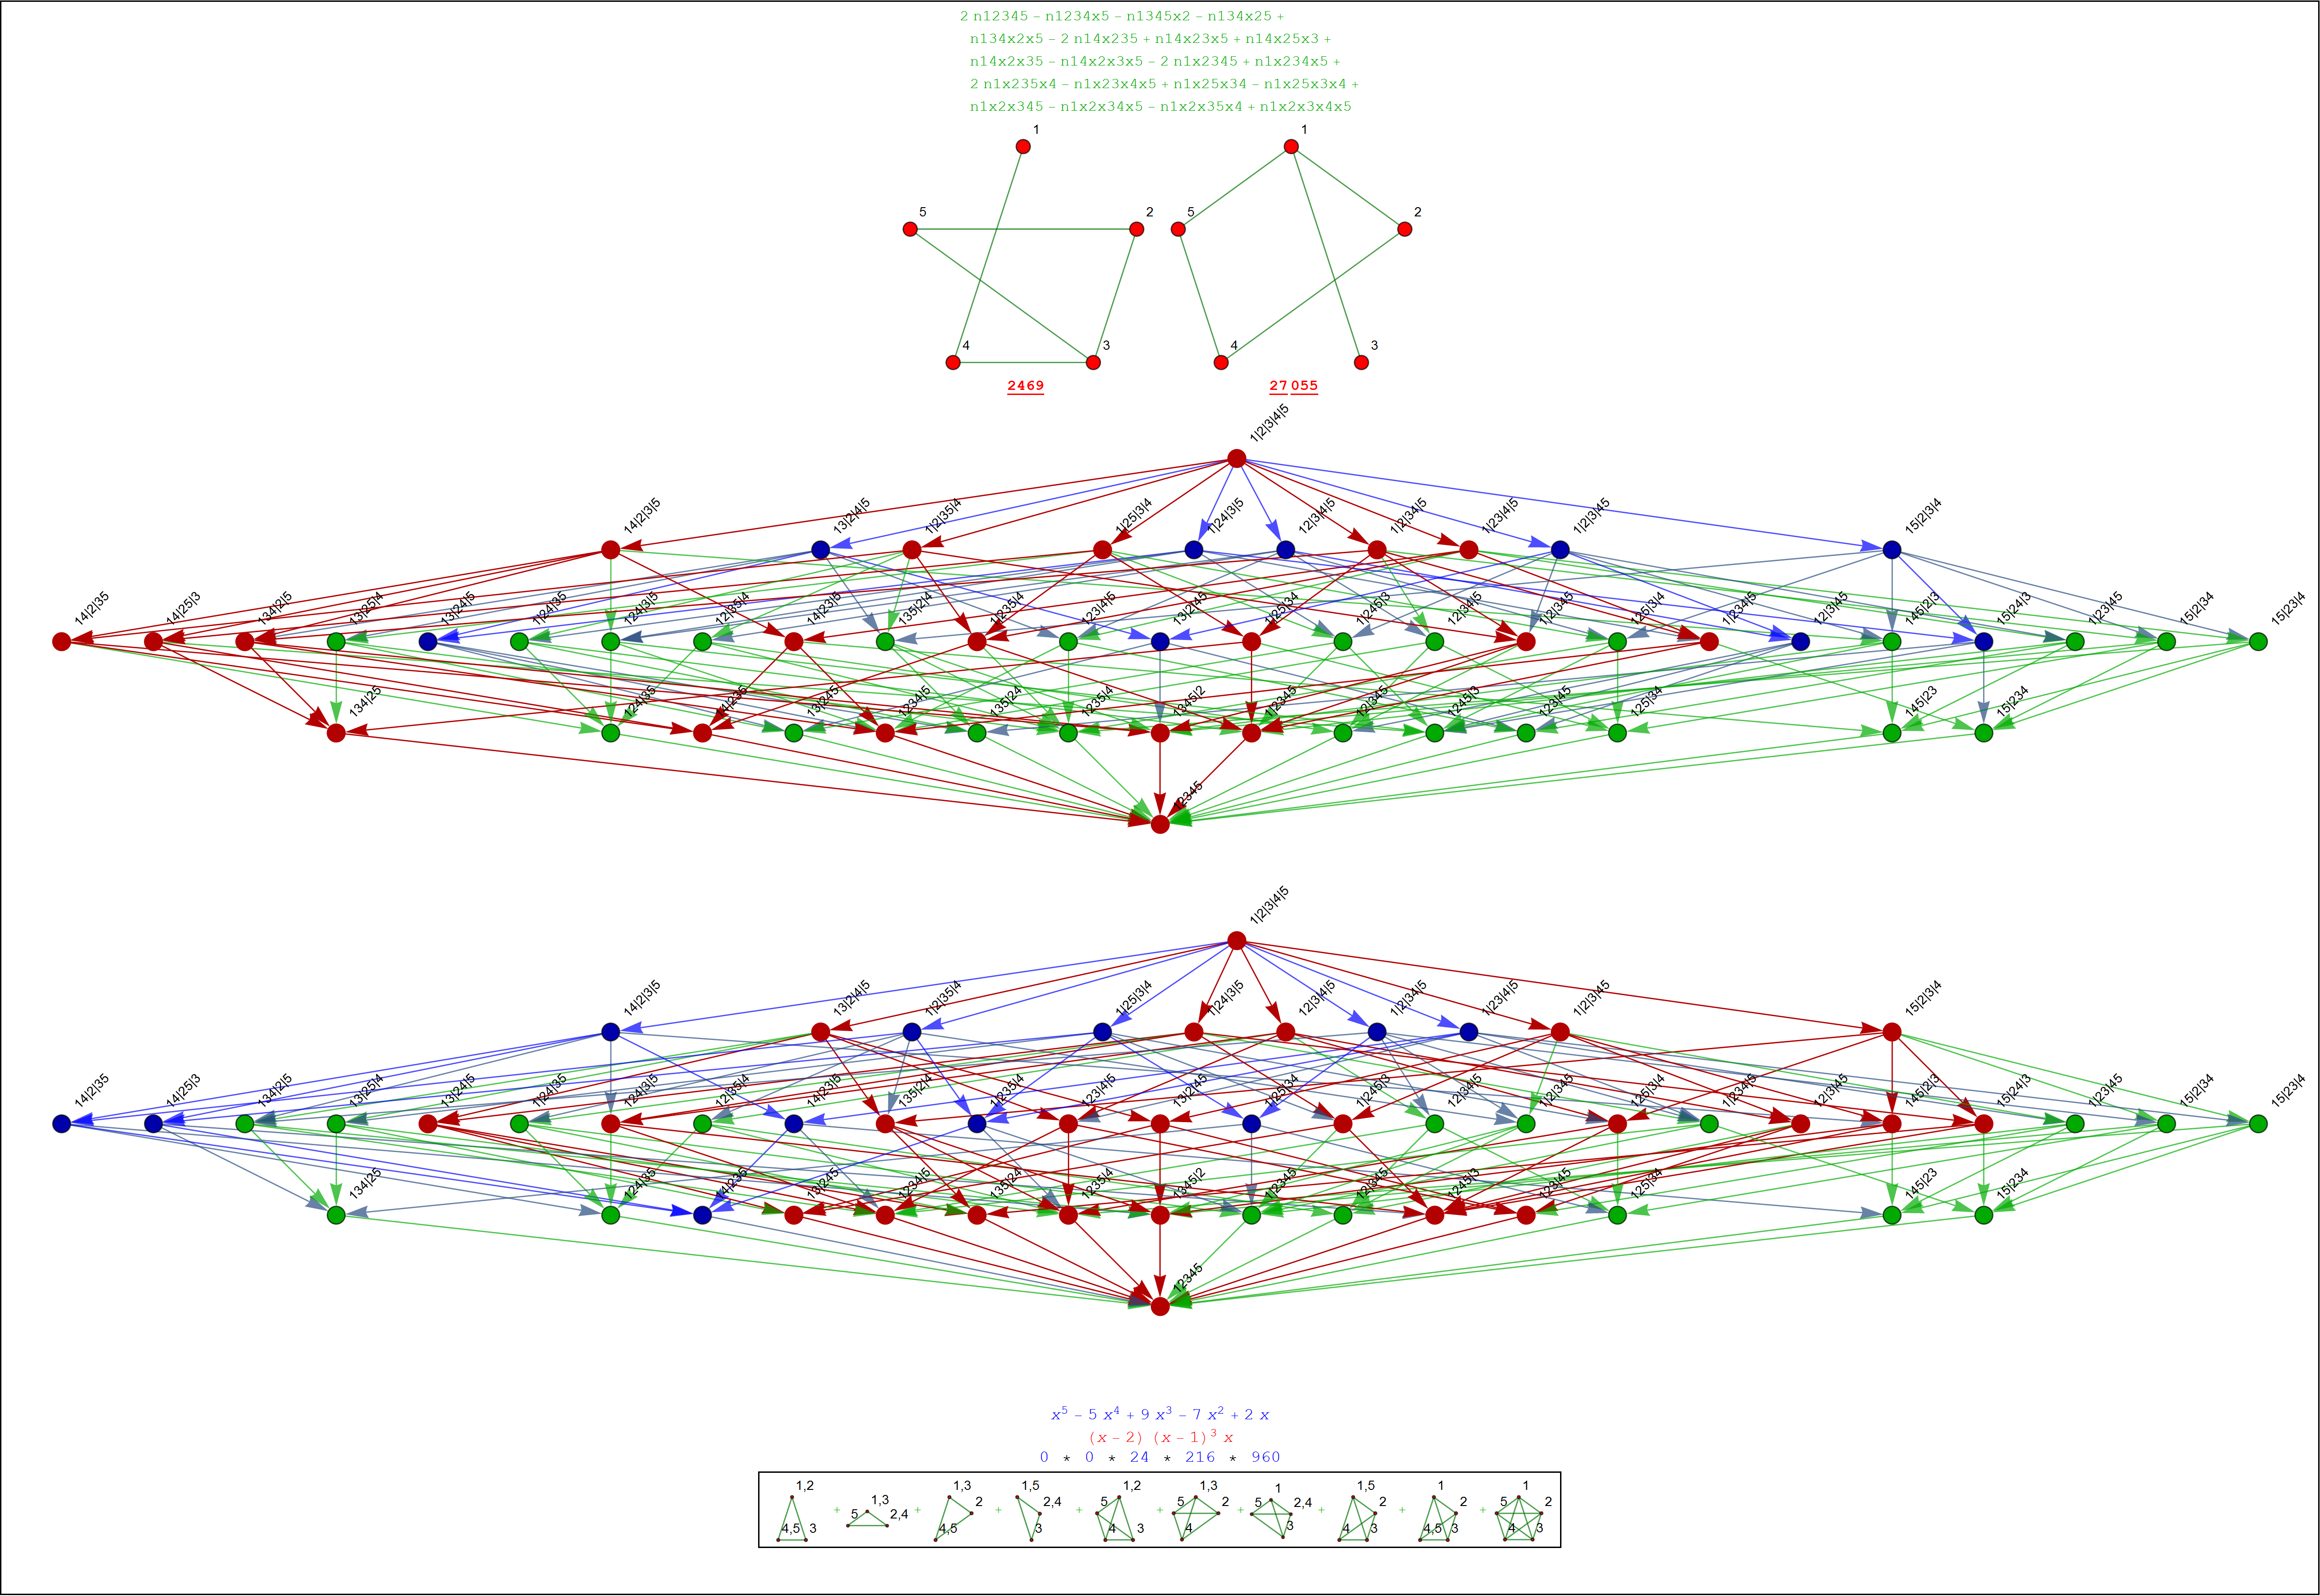 2 n12345 – n1234x5 – n1345x2 – n134x25 +
n134x2x5 – 2 n14x235 + n14x23x5 + n14x25x3 +
n14x2x35 – n14x2x3x5 – 2 n1x2345 + n1x234x5 +
2 n1x235x4 – n1x23x4x5 + n1x25x34 – n1x25x3x4 +
n1x2x345 – n1x2x34x5 – n1x2x35x4 + n1x2x3x4x5
1 1
5 2 5 2
4 3 4 3
2469 27 055
1|2|3|4|5
14|2|3|5 13|2|4|5 1|2|35|4 1|25|3|4 1|24|3|5 12|3|4|5 1|2|34|5 1|23|4|5 1|2|3|45 15|2|3|4
14|2|35 14|25|3 134|2|5 13|25|4 13|24|5 1|24|35 124|3|5 12|35|4 14|23|5 135|2|4 1|235|4 123|4|5 13|2|45 1|25|34 1|245|3 12|34|5 1|2|345 125|3|4 1|234|5 12|3|45 145|2|3 15|24|3 1|23|45 15|2|34 15|23|4
134|25 124|35 14|235 13|245 1234|5 135|24 1235|4 1345|2 1|2345 12|345 1245|3 123|45 125|34 145|23 15|234
12345
1|2|3|4|5
14|2|3|5 13|2|4|5 1|2|35|4 1|25|3|4 1|24|3|5 12|3|4|5 1|2|34|5 1|23|4|5 1|2|3|45 15|2|3|4
14|2|35 14|25|3 134|2|5 13|25|4 13|24|5 1|24|35 124|3|5 12|35|4 14|23|5 135|2|4 1|235|4 123|4|5 13|2|45 1|25|34 1|245|3 12|34|5 1|2|345 125|3|4 1|234|5 12|3|45 145|2|3 15|24|3 1|23|45 15|2|34 15|23|4
134|25 124|35 14|235 13|245 1234|5 135|24 1235|4 1345|2 1|2345 12|345 1245|3 123|45 125|34 145|23 15|234
12345
x⁵ – 5 x⁴ + 9 x³ – 7 x² + 2 x
(x – 2) (x – 1)³ x
0 * 0 * 24 * 216 * 960
1,2 4,5 3 + 1,3 5 2,4 + 1,3 2 4,5 + 1,5 2,4 3 + 1,2 5 4 3 + 1,3 5 2 4 + 1 5 2,4 3 + 1,5 2 4 3 + 1 2 4,5 3 + 1 5 2 4 3